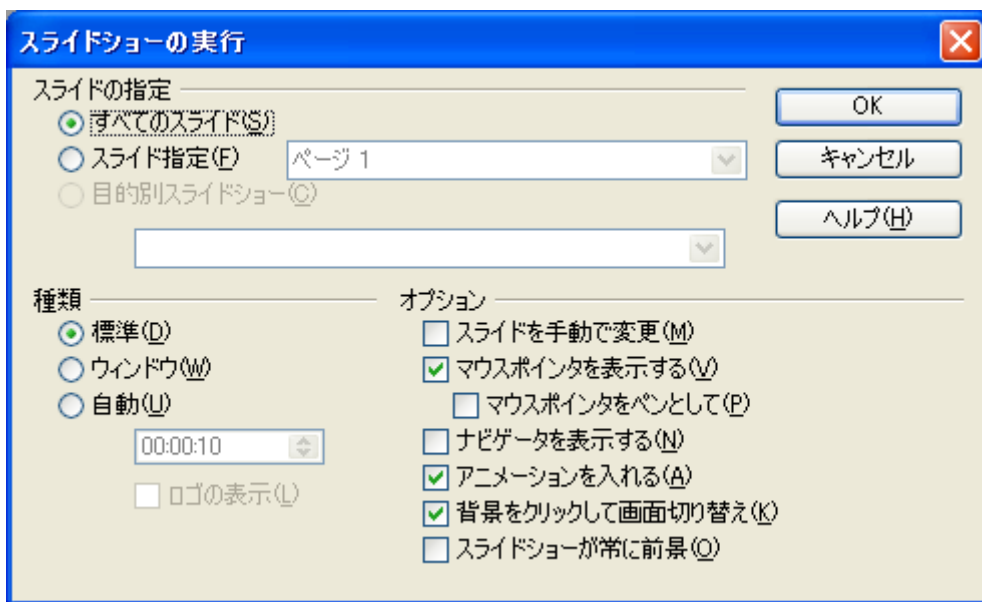 スライドショーの実行
スライドの指定
すべてのスライド(S)
スライド指定(F) ページ 1
目的別スライドショー(C)
OK
キャンセル
ヘルプ(H)
種類
標準(D)
ウィンドウ(W)
自動(U)
00:00:10
ロゴの表示(L)
オプション
スライドを手動で変更(M)
マウスポインタを表示する(V)
マウスポインタをペンとして(P)
ナビゲータを表示する(N)
アニメーションを入れる(A)
背景をクリックして画面切り替え(K)
スライドショーが常に前景(O)